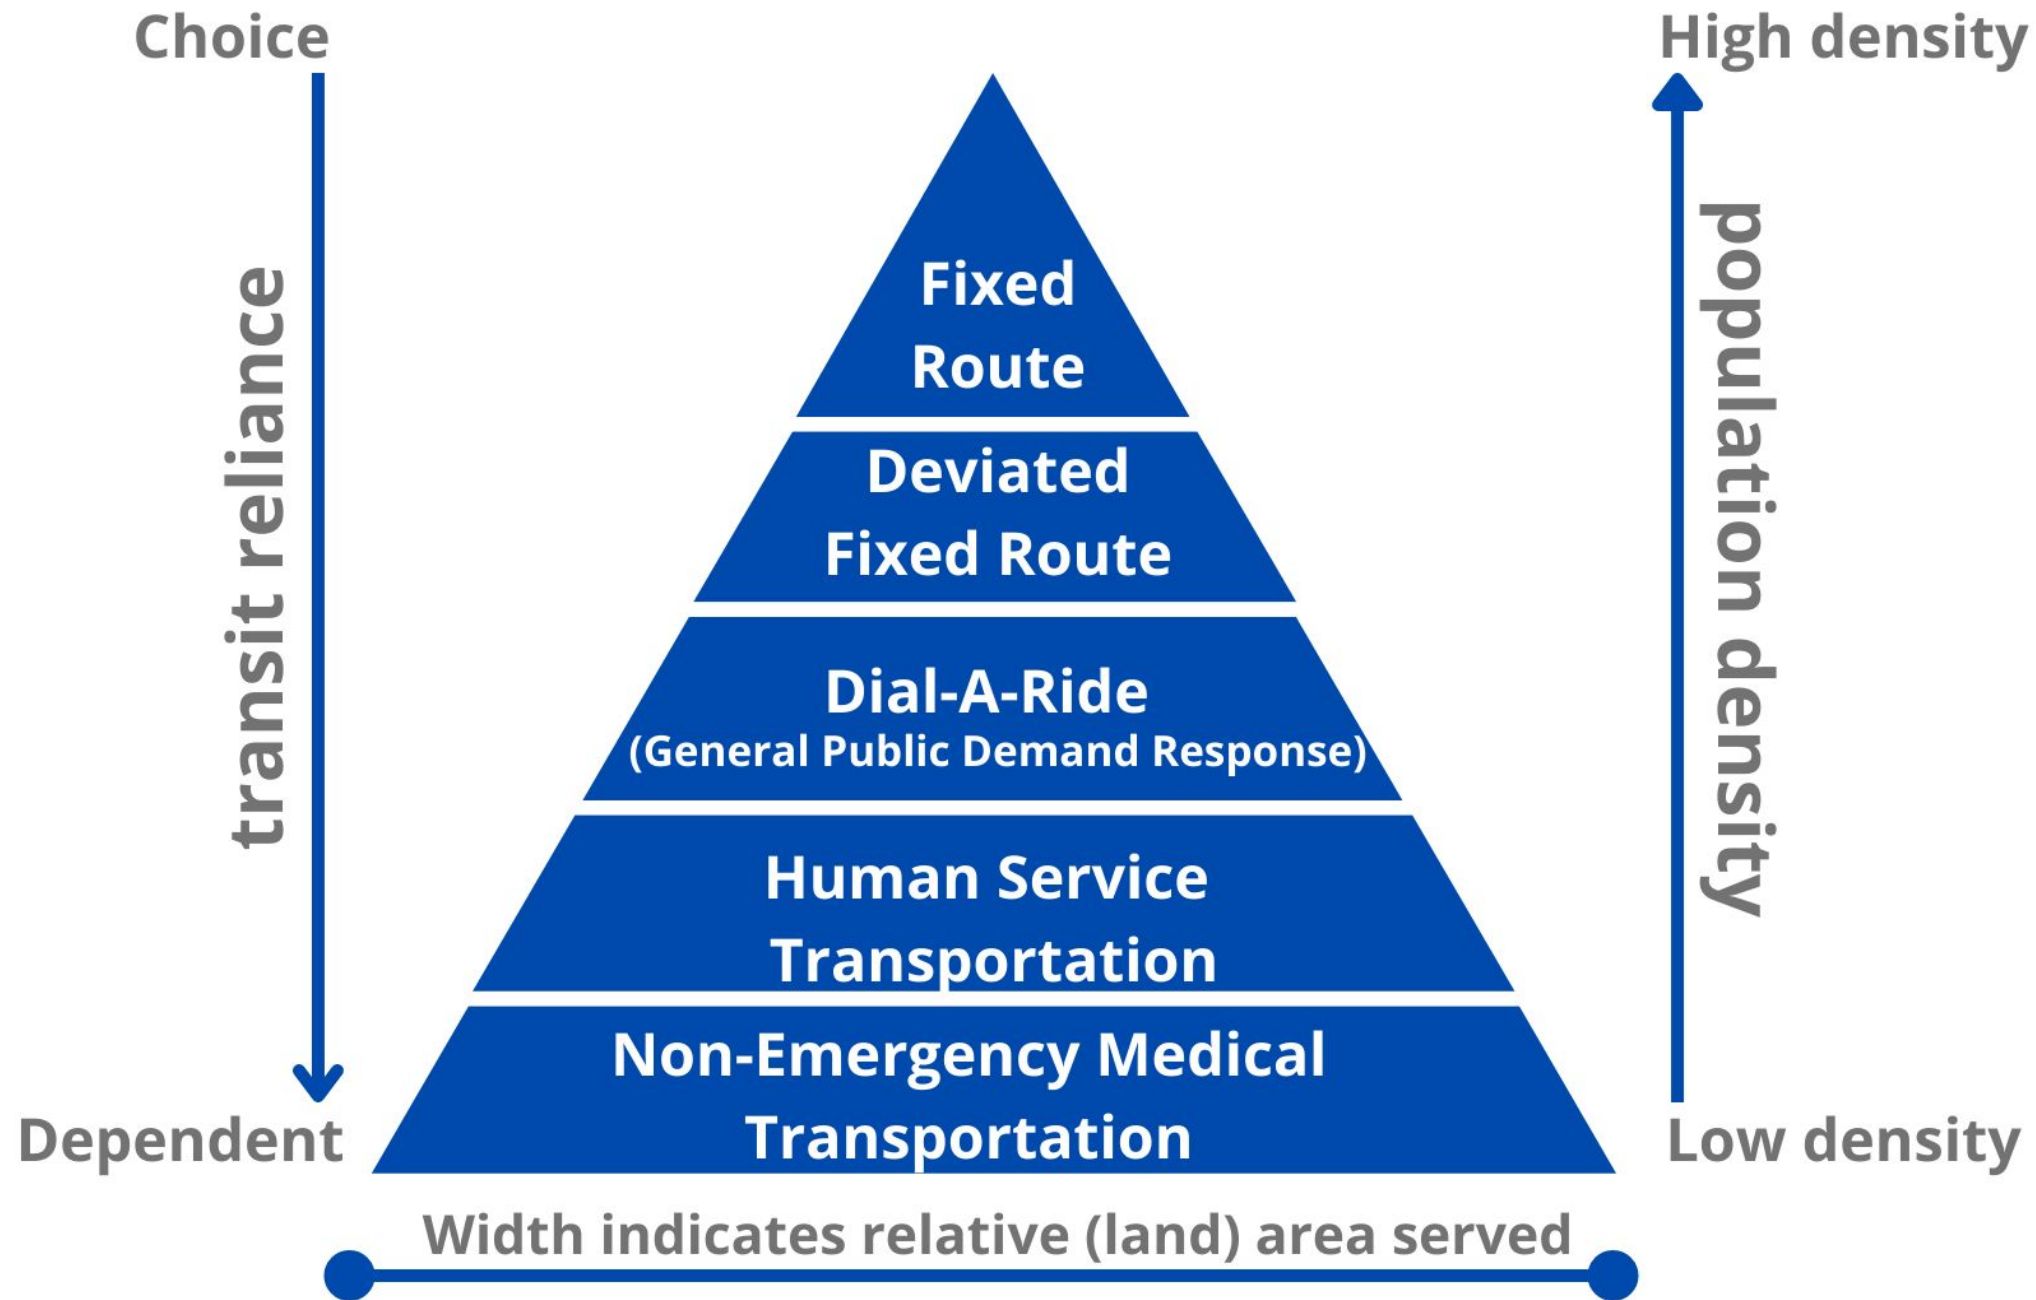 Choice
High density
transit reliance
population density
Fixed
Route
Deviated
Fixed Route
Dial-A-Ride
(General Public Demand Response)
Human Service
Transportation
Non-Emergency Medical
Transportation
Dependent
Low density
Width indicates relative (land) area served